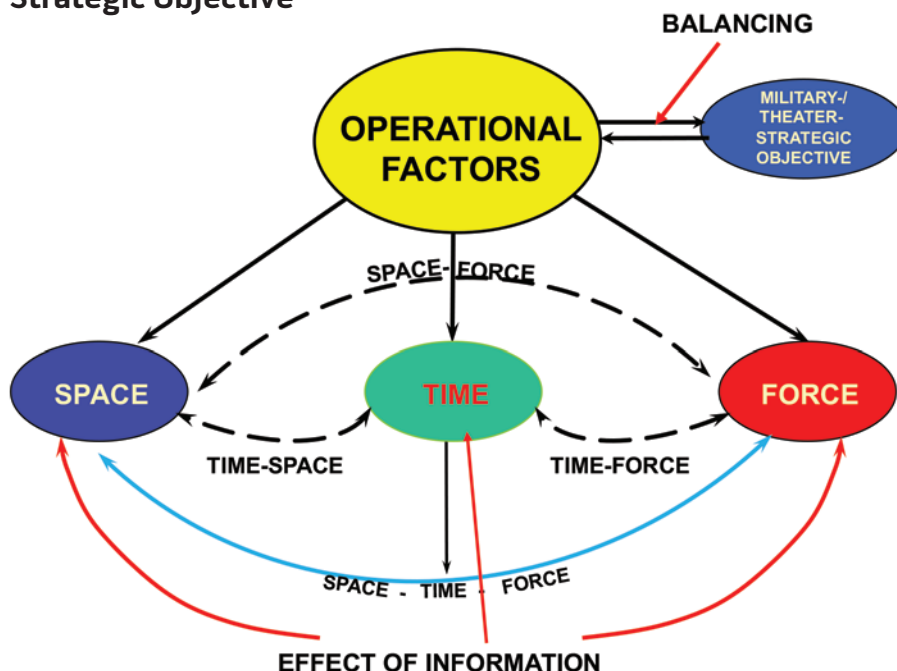 Strategic Objective
BALANCING
OPERATIONAL
FACTORS
MILITARY-/
THEATER-
STRATEGIC
OBJECTIVE
SPACE-FORCE
SPACE
TIME
FORCE
TIME-SPACE
TIME-FORCE
SPACE - TIME - FORCE
EFFECT OF INFORMATION